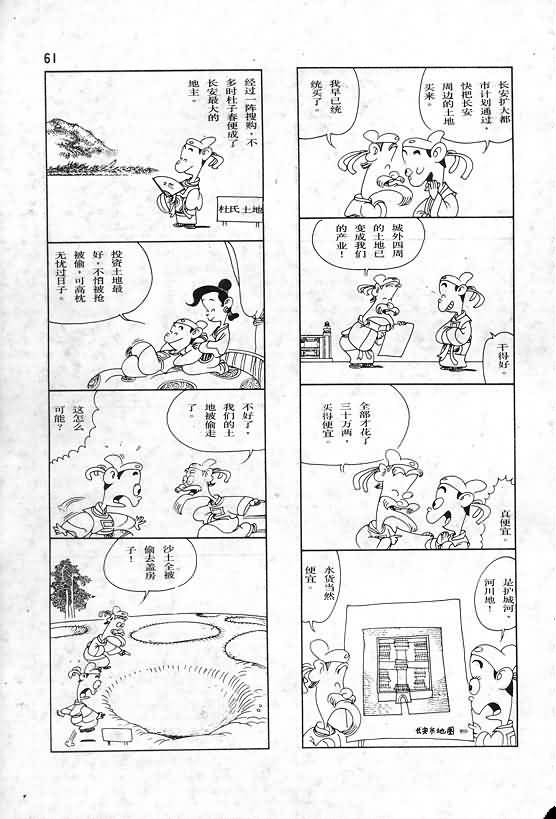 61
长安扩大都
市计划通过，
快把长安
周边的土地
买来。
我早已统
统买了。
城外四周
的土地已
变成我们
的产业！
干得好。
全部才花了
三十万两，
买得便宜。
真便宜。
是护城河，
河川地！
水货当然
便宜。
长安市地图
经过一阵搜购，不
多时杜子春便成了
长安最大的
地主。
杜氏土地
投资土地最
好，不怕被抢
被偷，可高枕
无忧过日子。
不好了，
我们的土
地被偷走
了。
这怎么
可能？
沙土全被
偷去盖房
子！